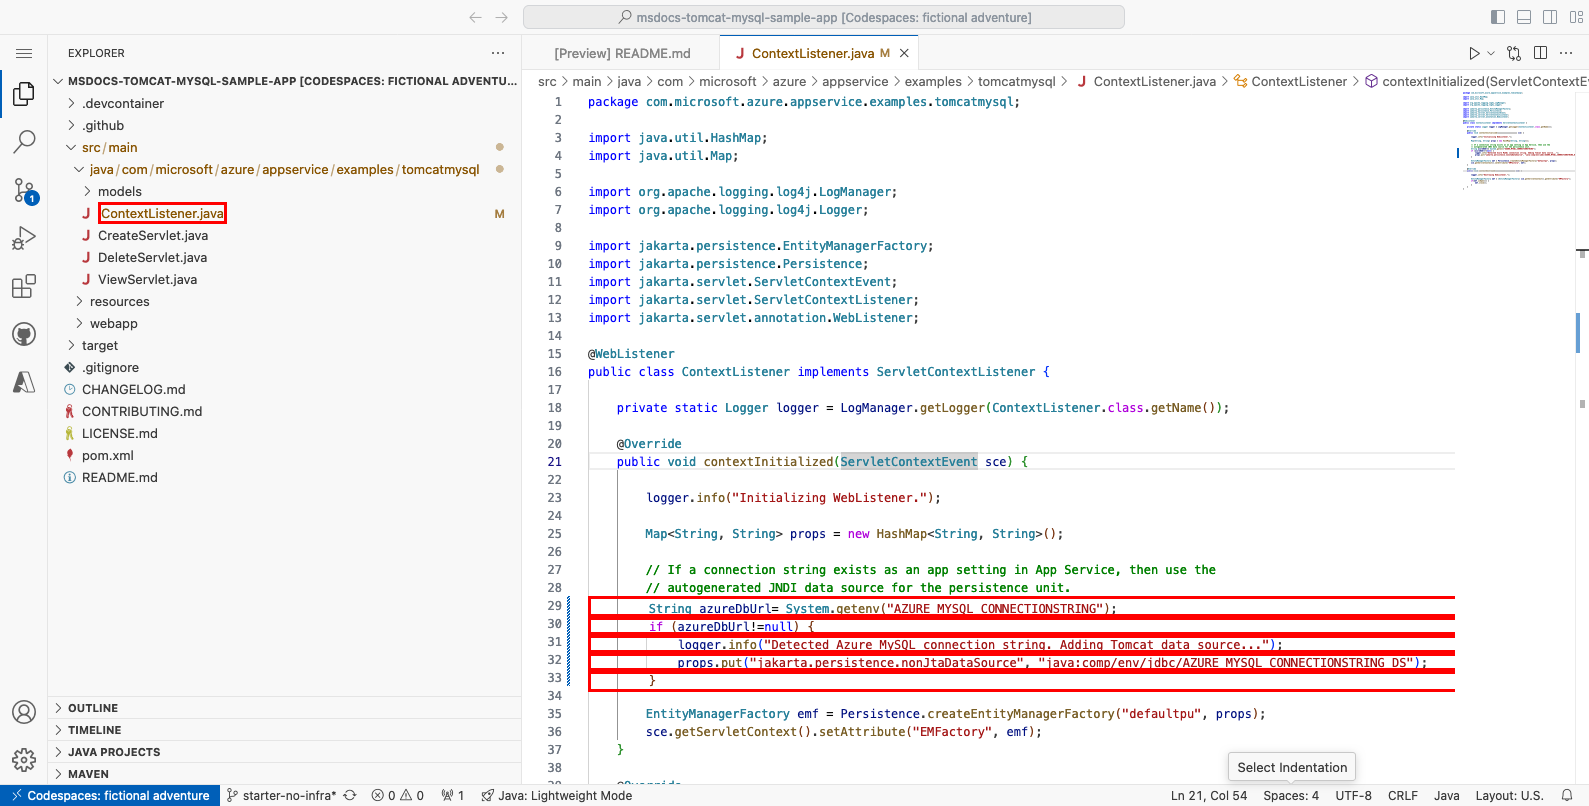 msdocs-tomcat-mysql-sample-app [Codespaces: fictional adventure]
EXPLORER
MSDOCS-TOMCAT-MYSQL-SAMPLE-APP [CODESPACES: FICTIONAL ADVENTU...
.devcontainer
.github
src/main
java/com/microsoft/azure/appservice/examples/tomcatmysql
models
ContextListener.java M
CreateServlet.java
DeleteServlet.java
ViewServlet.java
resources
webapp
target
.gitignore
CHANGELOG.md
CONTRIBUTING.md
LICENSE.md
pom.xml
README.md
OUTLINE
TIMELINE
JAVA PROJECTS
MAVEN
1
[Preview] README.md
ContextListener.java M
src > main > java > com > microsoft > azure > appservice > examples > tomcatmysql > ContextListener.java > ContextListener > contextInitialized(ServletContextEv
1 package com.microsoft.azure.appservice.examples.tomcatmysql;
2
3 import java.util.HashMap;
4 import java.util.Map;
5
6 import org.apache.logging.log4j.LogManager;
7 import org.apache.logging.log4j.Logger;
8
9 import jakarta.persistence.EntityManagerFactory;
10 import jakarta.persistence.Persistence;
11 import jakarta.servlet.ServletContextEvent;
12 import jakarta.servlet.ServletContextListener;
13 import jakarta.servlet.annotation.WebListener;
14
15 @WebListener
16 public class ContextListener implements ServletContextListener {
17
18 private static Logger logger = LogManager.getLogger(ContextListener.class.getName());
19
20 @Override
21 public void contextInitialized(ServletContextEvent sce) {
22
23 logger.info("Initializing WebListener.");
24
25 Map<String, String> props = new HashMap<String, String>();
26
27 // If a connection string exists as an app setting in App Service, then use the
28 // autogenerated JNDI data source for the persistence unit.
29 String azureDbUrl= System.getenv("AZURE_MYSQL_CONNECTIONSTRING");
30 if (azureDbUrl!=null) {
31 logger.info("Detected Azure MySQL connection string. Adding Tomcat data source...");
32 props.put("jakarta.persistence.nonJtaDataSource", "java:comp/env/jdbc/AZURE_MYSQL_CONNECTIONSTRING_DS");
33 }
34
35 EntityManagerFactory emf = Persistence.createEntityManagerFactory("defaultpu", props);
36 sce.getServletContext().setAttribute("EMFactory", emf);
37 }
38
39 @Override
Select Indentation
Codespaces: fictional adventure
starter-no-infra*
0 0
1
Java: Lightweight Mode
Ln 21, Col 54
Spaces: 4
UTF-8
CRLF
Java
Layout: U.S.